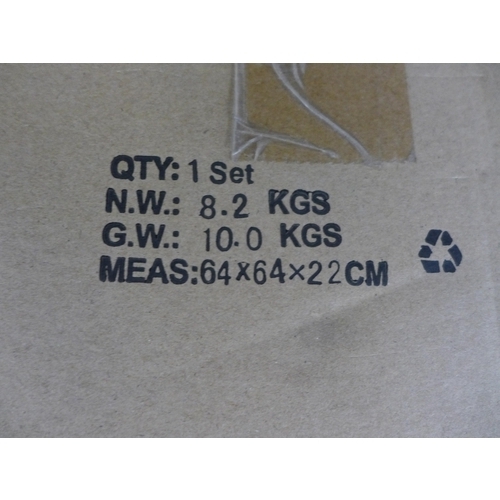 QTY: 1 Set
N.W.: 8.2 KGS
G.W.: 10.0 KGS
MEAS:64×64×22CM